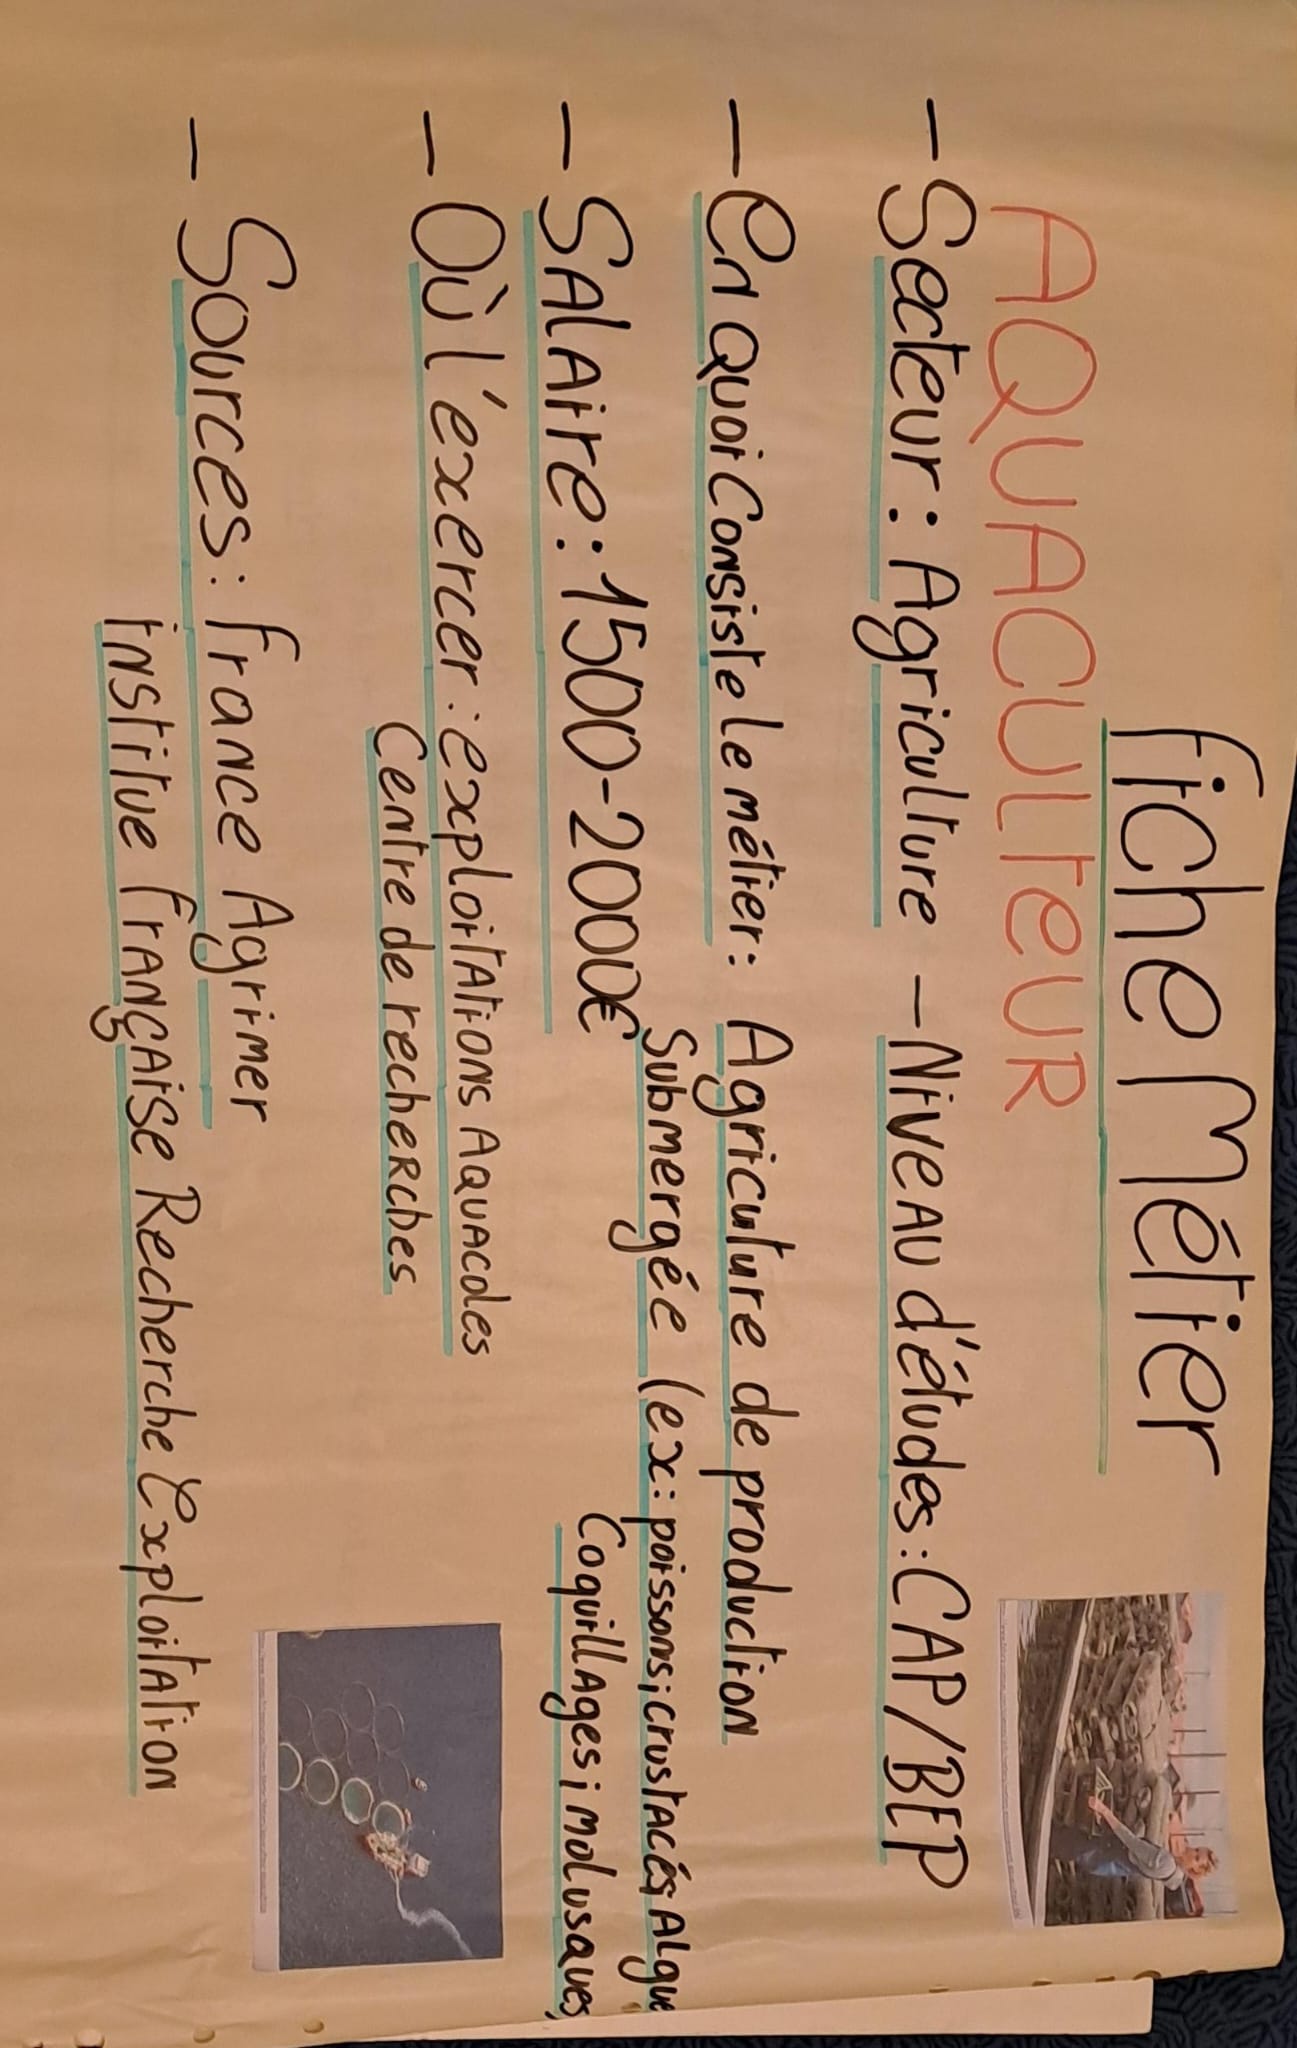 Fiche Métier
AQUACULTEUR
- Secteur : Agriculture - Niveau d'études : CAP/BEP
- En quoi consiste le métier : Agriculture de production
Submergée (ex : poissons, crustacés Algue
Coquillages, molusques,
- SALAire : 1500-2000€
- Où l'exercer : exploitations Aquacoles
Centre de recherches
- Sources : France Agrimer
institue française Recherche Exploitation